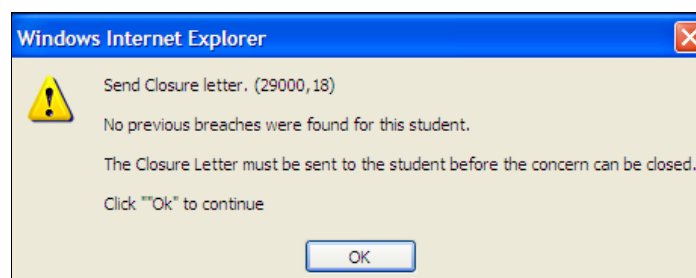 Windows Internet Explorer
Send Closure letter. (29000,18)
No previous breaches were found for this student.
The Closure Letter must be sent to the student before the concern can be closed.
Click ""Ok" to continue
OK